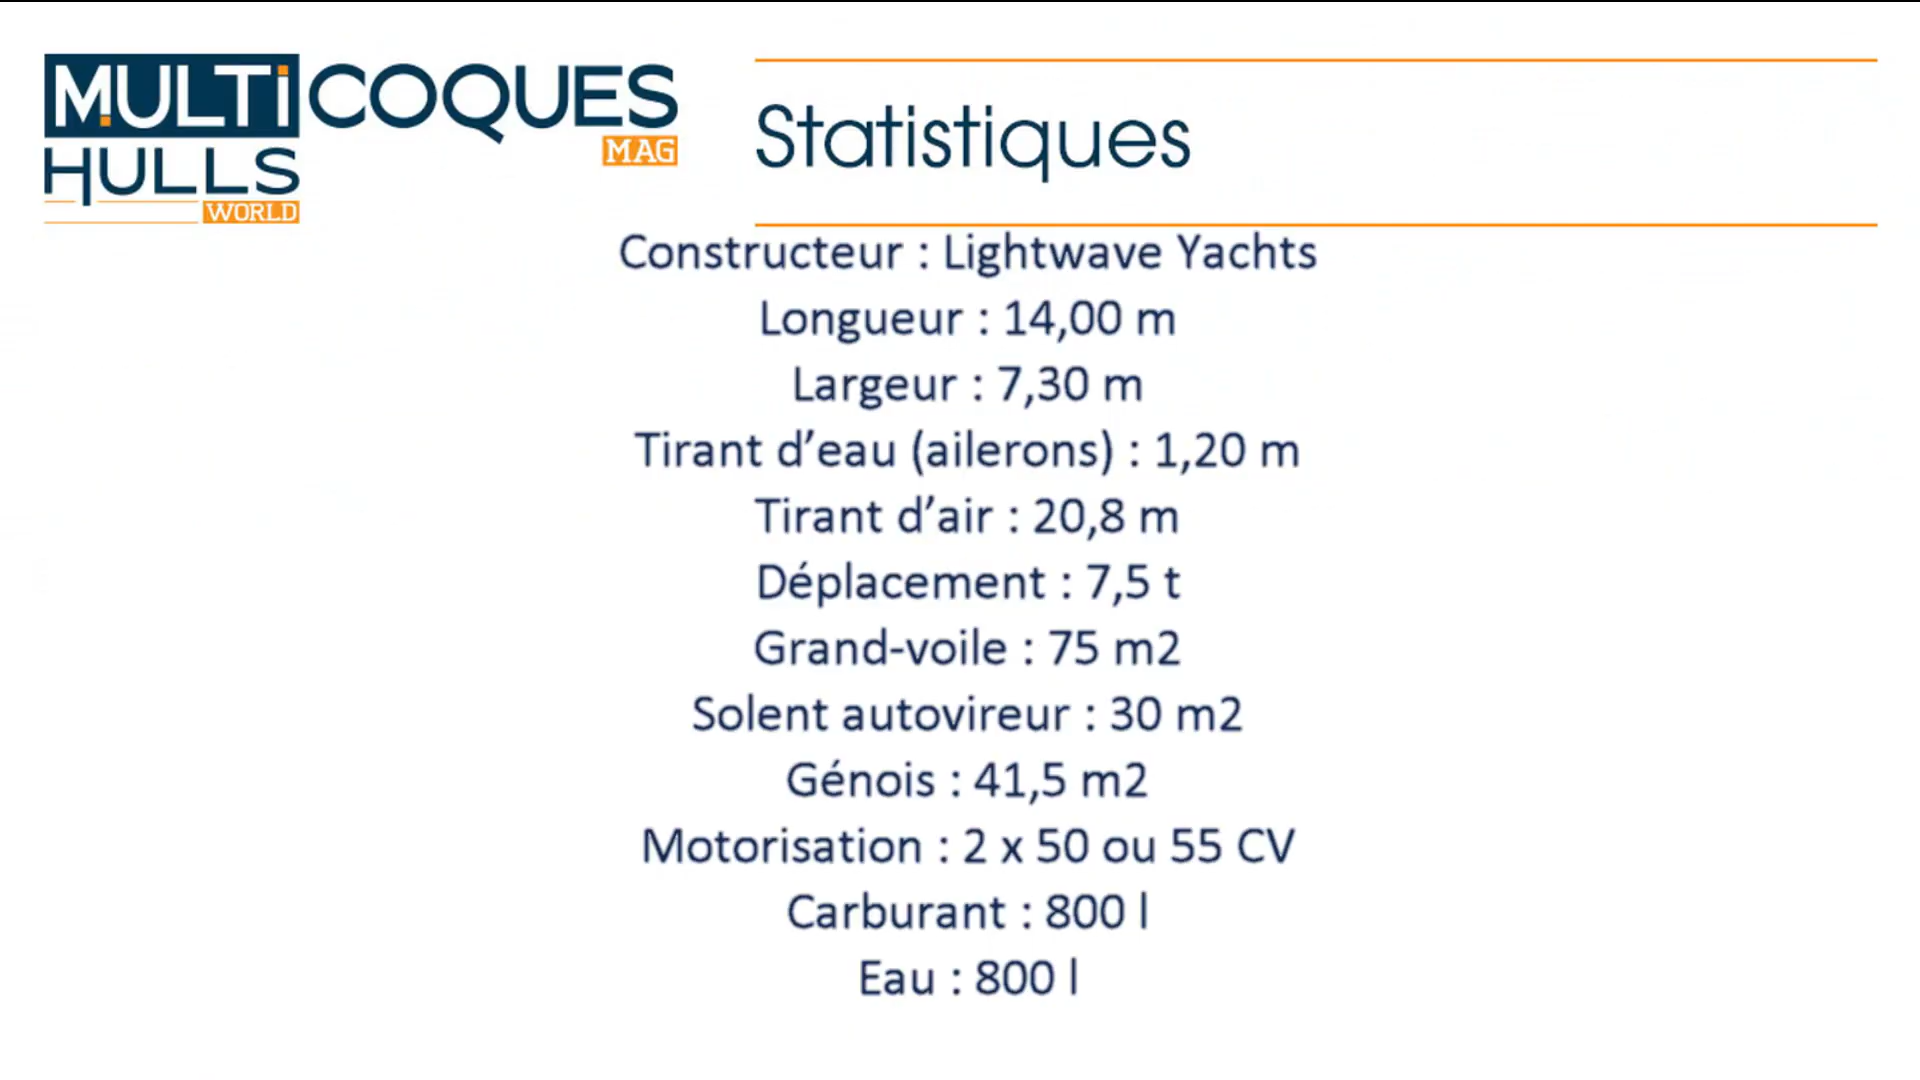 MULTICOQUES
MAG
HULLS
WORLD
Statistiques
Constructeur : Lightwave Yachts
Longueur : 14,00 m
Largeur : 7,30 m
Tirant d’eau (ailerons) : 1,20 m
Tirant d’air : 20,8 m
Déplacement : 7,5 t
Grand-voile : 75 m2
Solent autovireur : 30 m2
Génois : 41,5 m2
Motorisation : 2 x 50 ou 55 CV
Carburant : 800 l
Eau : 800 l